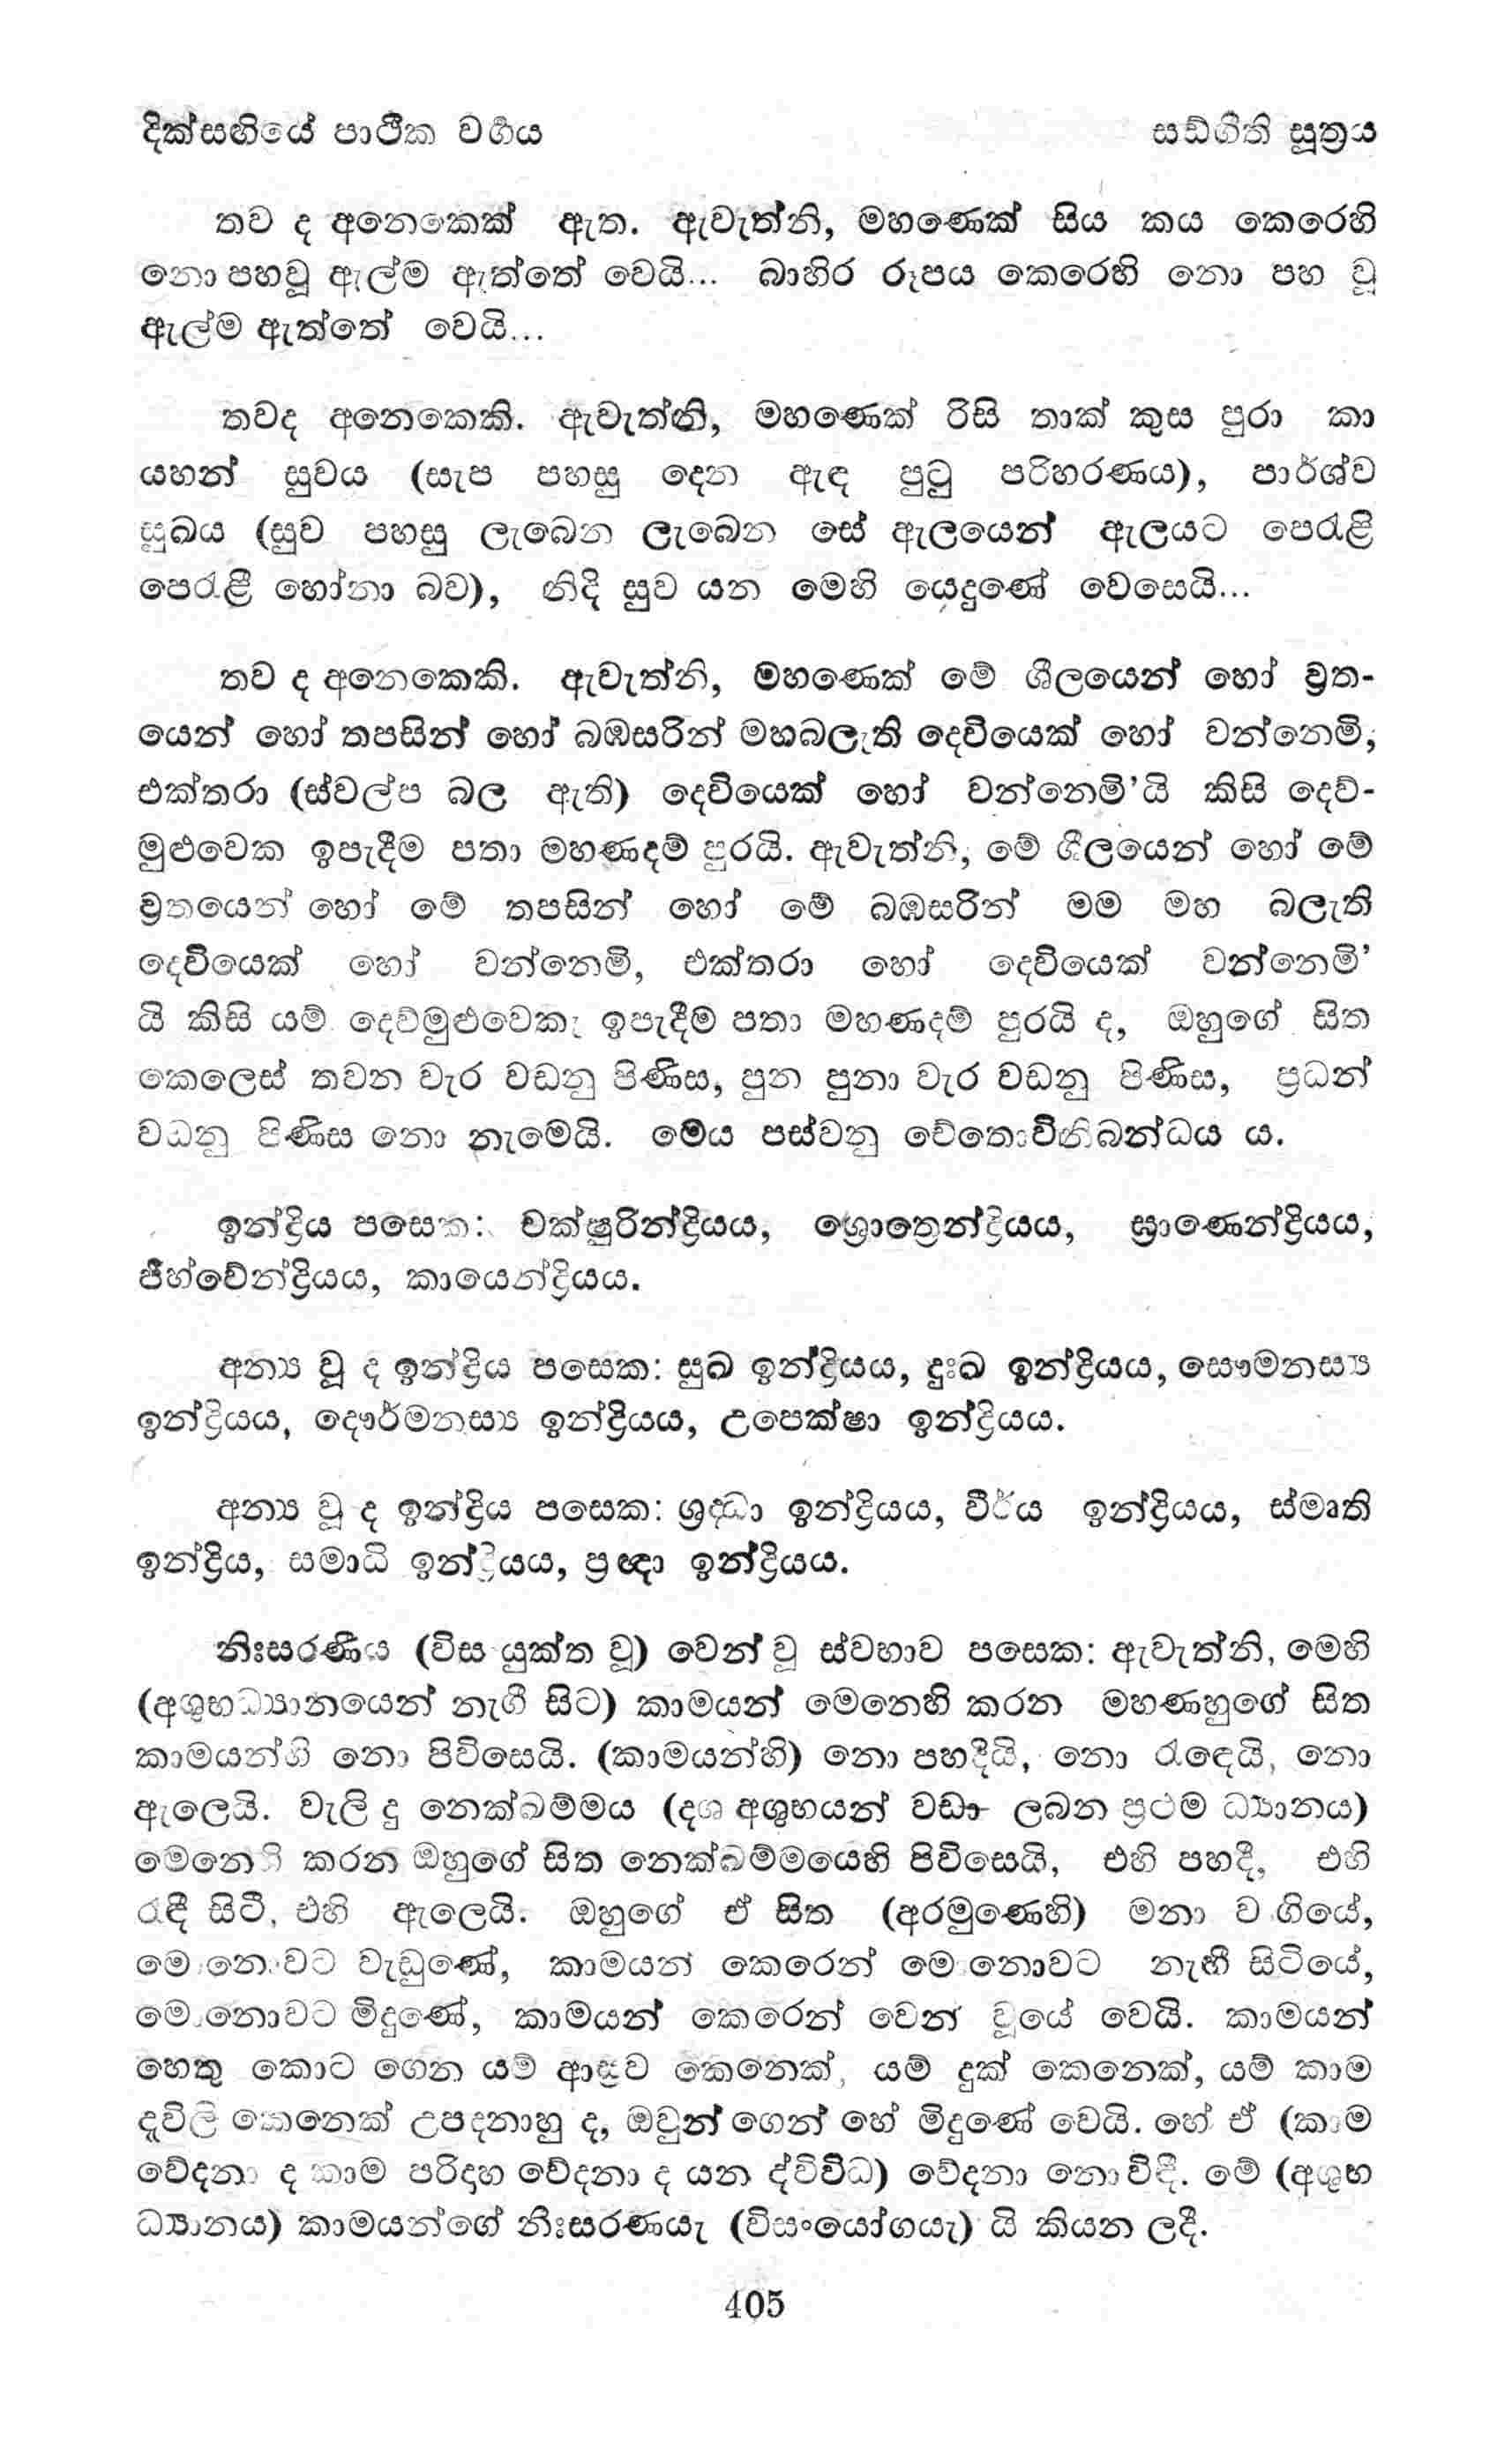 දික්සඟියේ පාථික වර්‍ගය සඩ්ගීති සූත්‍රය
තව ද අනෙකෙක් ඇත. ඇවැත්නි, මහණෙක් සිය කය කෙරෙහි
නො පහවූ ඇල්ම ඇත්තේ වෙයි... බාහිර රූපය කෙරෙහි නො පහ වූ
ඇල්ම ඇත්තේ වෙයි...
තවද අනෙකෙකි. ඇවැත්නි, මහණෙක් රිසි තාක් කුස පුරා කා
යහන් සුවය (සැප පහසු දෙන ඇඳ පුටු පරිහරණය), පාර්ශ්ව
සුඛය (සුව පහසු ලැබෙන ලැබෙන සේ ඇලයෙන් ඇලයට පෙරැළි
පෙරැළී හෝනා බව), නිදි සුව යන මෙහි යෙදුණේ වෙසෙයි...
තව ද අනෙකෙකි. ඇවැත්නි, මහණෙක් මේ ශීලයෙන් හෝ ව්‍රත-
යෙන් හෝ තපසින් හෝ බඹසරින් මහබලැති දෙවියෙක් හෝ වන්නෙමි,
එක්තරා (ස්වල්ප බල ඇති) දෙවියෙක් හෝ වන්නෙමි'යි කිසි දෙව්-
මුළුවෙක ඉපැදීම පතා මහණදම් පුරයි. ඇවැත්නි, මේ ශීලයෙන් හෝ මේ
ව්‍රතයෙන් හෝ මේ තපසින් හෝ මේ බඹසරින් මම මහ බලැති
දෙවියෙක් හෝ වන්නෙමි, එක්තරා හෝ දෙවියෙක් වන්නෙමි'
යි කිසි යම් දෙව්මුළුවෙකැ ඉපැදීම පතා මහණදම් පුරයි ද, ඔහුගේ සිත
කෙලෙස් තවන වැර වඩනු පිණිස, පුන පුනා වැර වඩනු පිණිස, ප්‍රධන්
වධනු පිණිස නො නැමෙයි. මෙය පස්වනු චේතොවිනිබන්ධය ය.
ඉන්ද්‍රිය පසෙක: චක්ෂුරින්ද්‍රියය, ශ්‍රොත්‍රෙන්ද්‍රියය, ඝ්‍රාණෙන්ද්‍රියය,
ජීහ්වේන්ද්‍රියය, කායෙන්ද්‍රියය.
අන්‍ය වූ ද ඉන්ද්‍රිය පසෙක: සුඛ ඉන්ද්‍රියය, දුඃඛ ඉන්ද්‍රියය, සෞමනස්‍ය
ඉන්ද්‍රියය, දෞර්මනස්‍ය ඉන්ද්‍රියය, උපෙක්ෂා ඉන්ද්‍රියය.
අන්‍ය වූ ද ඉන්ද්‍රිය පසෙක: ශ්‍රද්ධා ඉන්ද්‍රියය, වීර්‍ය ඉන්ද්‍රියය, ස්මෘති
ඉන්ද්‍රිය, සමාධි ඉන්ද්‍රියය, ප්‍රඥා ඉන්ද්‍රියය.
නිඃසරණීය (විස යුක්ත වූ) වෙන් වූ ස්වභාව පසෙක: ඇවැත්නි, මෙහි
(අශුභධ්‍යානයෙන් නැගී සිට) කාමයන් මෙනෙහි කරන මහණහුගේ සිත
කාමයන්හි නො පිවිසෙයි. (කාමයන්හි) නො පහදියි, නො රැඳෙයි, නො
ඇලෙයි. වැලි දු නෙක්ඛම්මය (දශ අශුභයන් වඩා ලබන ප්‍රථම ධ්‍යානය)
මෙනෙහි කරන ඔහුගේ සිත නෙක්ඛම්මයෙහි පිවිසෙයි, එහි පහදී, එහි
රැඳී සිටී, එහි ඇලෙයි. ඔහුගේ ඒ සිත (අරමුණෙහි) මනා ව ගියේ,
මෙ නොවට වැඩුණේ, කාමයන් කෙරෙන් මෙ නොවට නැඟී සිටියේ,
මෙ නොවට මිදුණේ, කාමයන් කෙරෙන් වෙන් වූයේ වෙයි. කාමයන්
හෙතු කොට ගෙන යම් ආස්‍රව කෙනෙක්, යම් දුක් කෙනෙක්, යම් කාම
දැවිලි කෙනෙක් උපදනාහු ද, ඔවුන් ගෙන් හේ මිදුණේ වෙයි. හේ ඒ (කාම
වේදනා ද කාම පරිදාහ වේදනා ද යන ද්විවිධ) වේදනා නො විඳී. මේ (අශුභ
ධ්‍යානය) කාමයන්ගේ නිඃසරණයැ (විසංයෝගයැ) යි කියන ලදී.
405